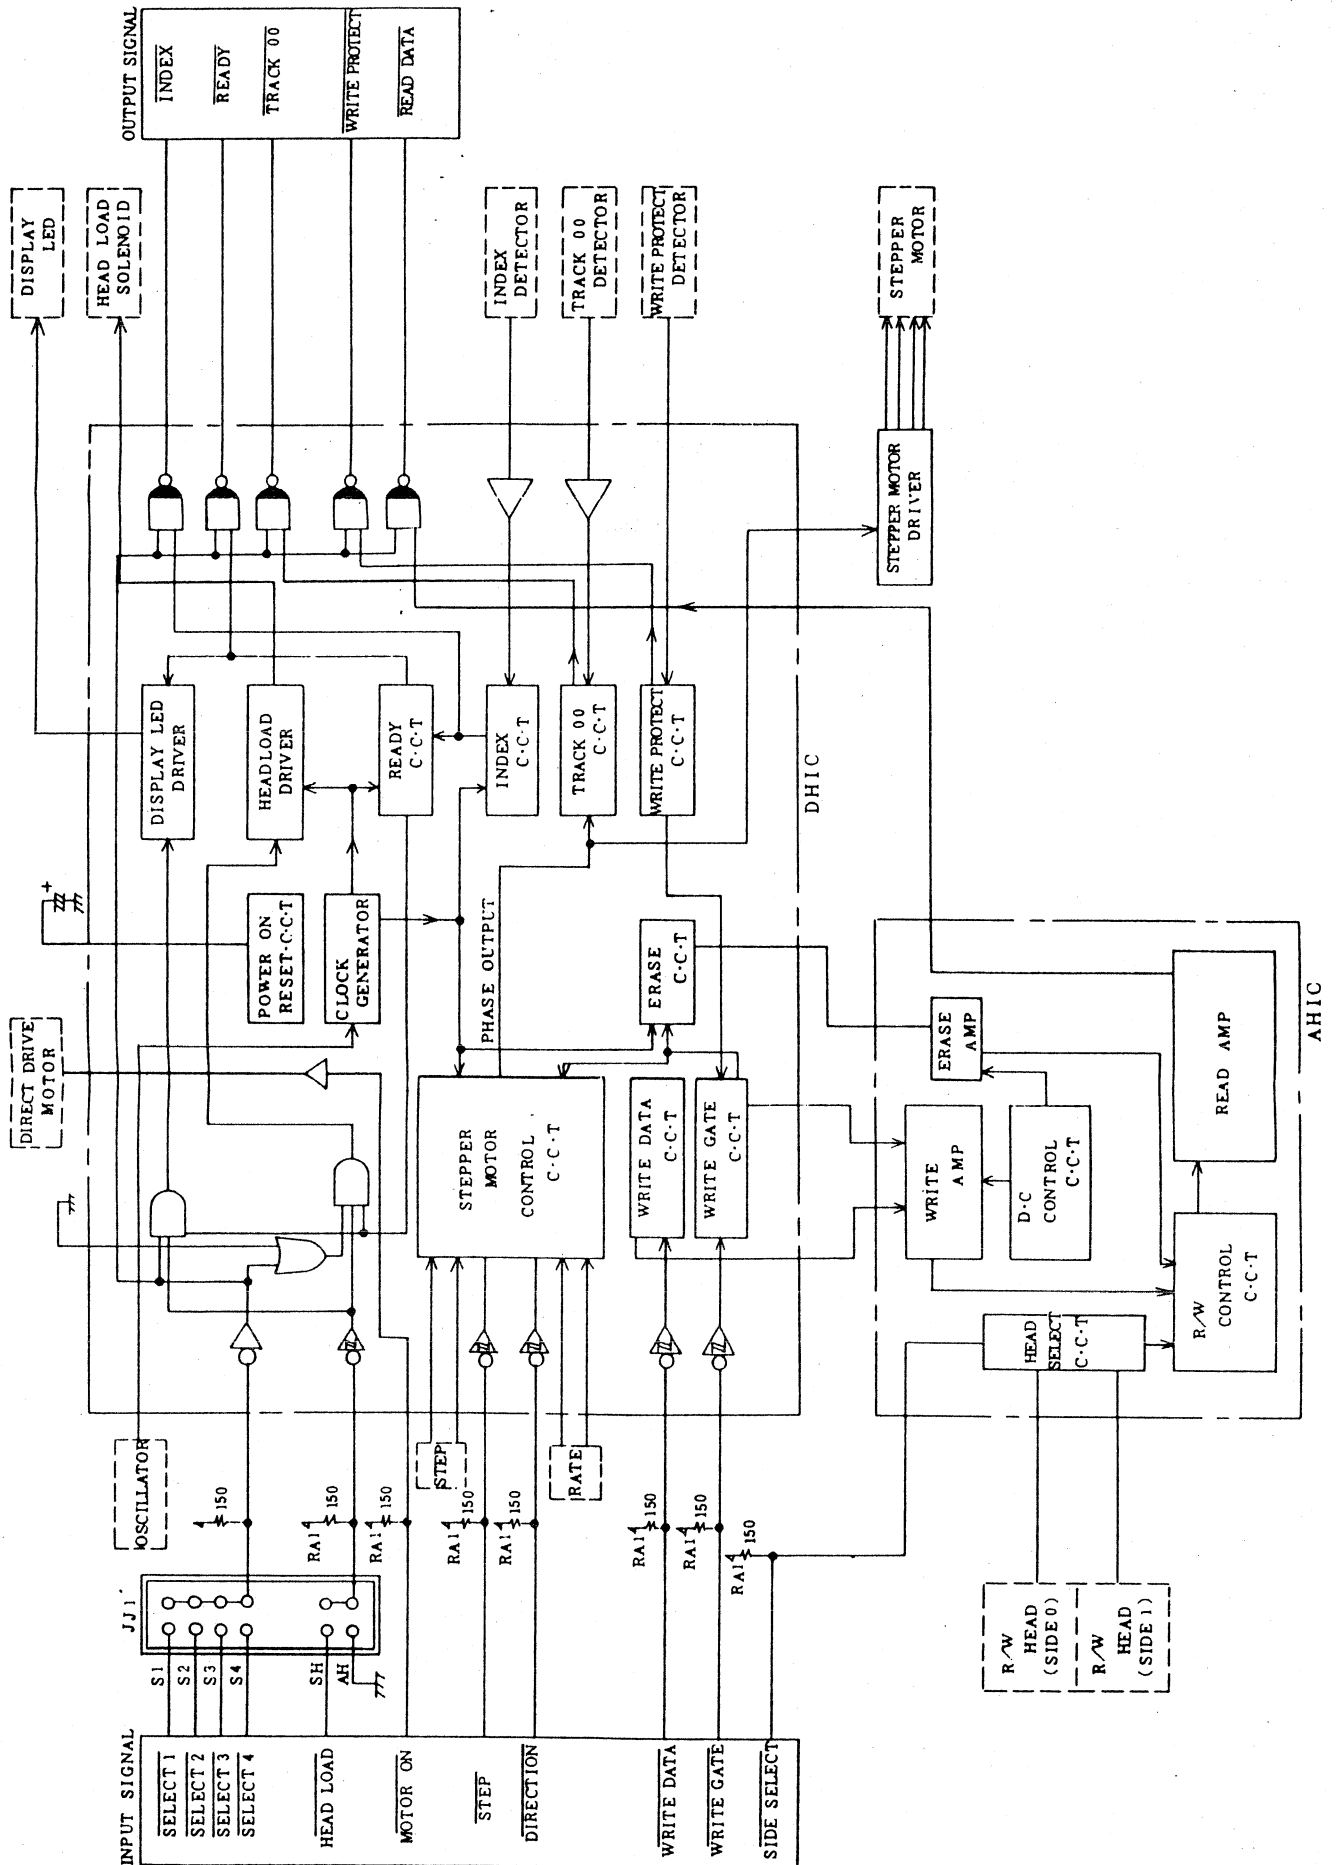 INPUT SIGNAL
SELECT 1
SELECT 2
SELECT 3
SELECT 4
HEAD LOAD
MOTOR ON
STEP
DIRECTION
WRITE DATA
WRITE GATE
SIDE SELECT
S1
S2
S3
S4
SH
AH
JJ1
OSCILLATOR
150
RA1
150
RA1
150
STEP
RA1
150
RA1
150
RATE
RA1
150
RA1
150
RA1
150
R/W
HEAD
(SIDE 0)
R/W
HEAD
(SIDE 1)
DIRECT DRIVE
MOTOR
+
POWER ON
RESET·C·C·T
CLOCK
GENERATOR
PHASE OUTPUT
STEPPER
MOTOR
CONTROL
C·C·T
ERASE
C·C·T
WRITE DATA
C·C·T
WRITE GATE
C·C·T
DISPLAY LED
DRIVER
HEADLOAD
DRIVER
READY
C·C·T
INDEX
C·C·T
TRACK 00
C·C·T
WRITE PROTECT
C·C·T
DHIC
HEAD
SELECT
C·C·T
R/W
CONTROL
C·C·T
WRITE
AMP
D·C
CONTROL
C·C·T
ERASE
AMP
READ AMP
AHIC
DISPLAY
LED
HEAD LOAD
SOLENOID
INDEX
DETECTOR
TRACK 00
DETECTOR
WRITE PROTECT
DETECTOR
STEPPER MOTOR
DRIVER
STEPPER
MOTOR
OUTPUT SIGNAL
INDEX
READY
TRACK 00
WRITE PROTECT
READ DATA